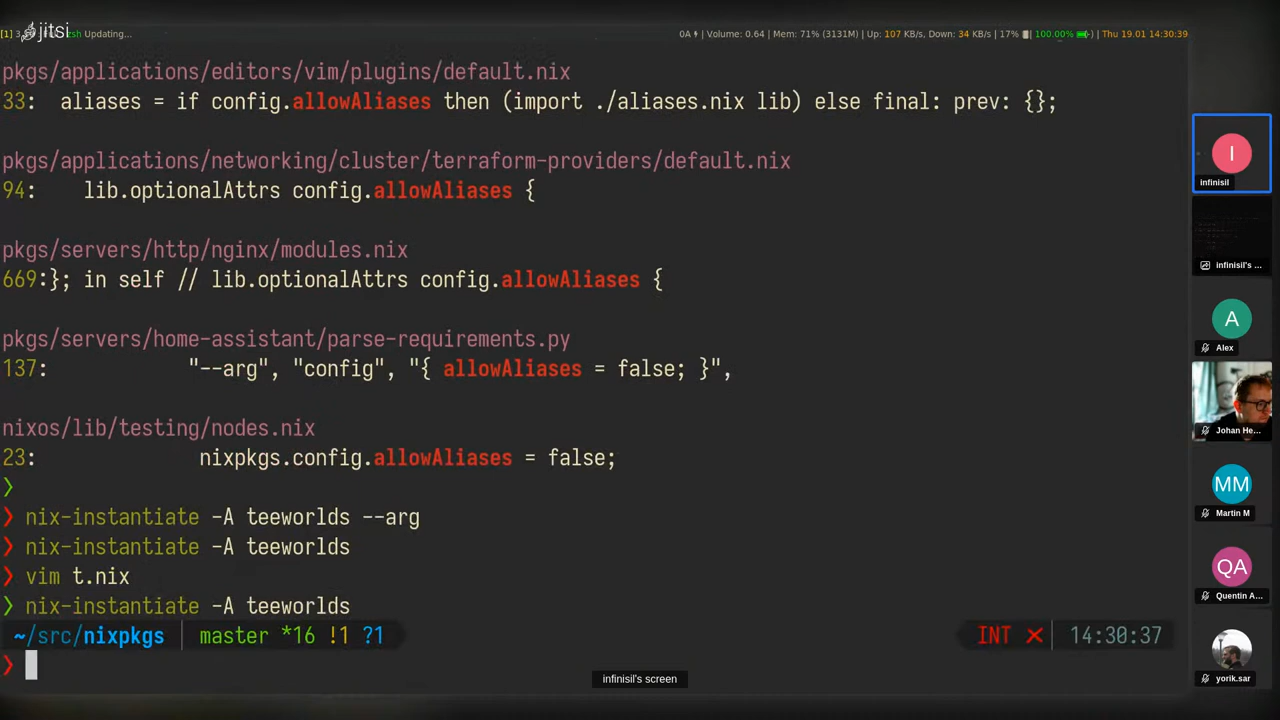 jitsi
zsh Updating...
0A | Volume: 0.64 | Mem: 71% (3131M) | Up: 107 KB/s, Down: 34 KB/s | 17% | 100.00% | Thu 19.01 14:30:39
pkgs/applications/editors/vim/plugins/default.nix
33: aliases = if config.allowAliases then (import ./aliases.nix lib) else final: prev: {};
pkgs/applications/networking/cluster/terraform-providers/default.nix
94: lib.optionalAttrs config.allowAliases {
pkgs/servers/http/nginx/modules.nix
669:}; in self // lib.optionalAttrs config.allowAliases {
pkgs/servers/home-assistant/parse-requirements.py
137: "--arg", "config", "{ allowAliases = false; }",
nixos/lib/testing/nodes.nix
23: nixpkgs.config.allowAliases = false;
❯
❯ nix-instantiate -A teeworlds --arg
❯ nix-instantiate -A teeworlds
❯ vim t.nix
❯ nix-instantiate -A teeworlds
~/src/nixpkgs master *16 !1 ?1 INT ✕ 14:30:37
❯
infinisil's screen
I
infinisil
infinisil's ...
A
Alex
Johan He...
MM
Martin M
QA
Quentin A...
yorik.sar